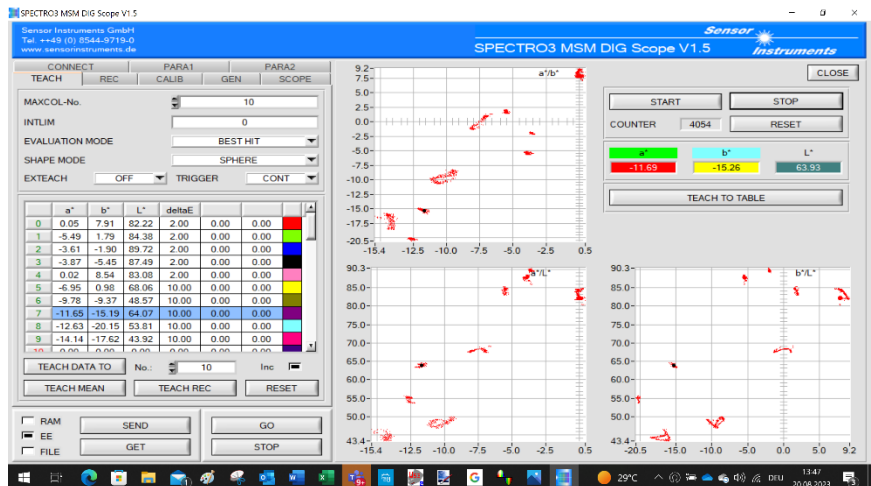 SPECTRO3 MSM DIG Scope V1.5
Sensor Instruments GmbH
Tel. ++49 (0) 8544-9719-0
www.sensorinstruments.de
SPECTRO3 MSM DIG Scope V1.5
Sensor
Instruments
CONNECT PARA1 PARA2
TEACH REC CALIB GEN SCOPE
MAXCOL-No. 10
INTLIM 0
EVALUATION MODE BEST HIT
SHAPE MODE SPHERE
EXTEACH OFF TRIGGER CONT
a* b* L* deltaE
0 0.05 7.91 82.22 2.00 0.00 0.00
1 -5.49 1.79 84.38 2.00 0.00 0.00
2 -3.61 -1.90 89.72 2.00 0.00 0.00
3 -3.87 -5.45 87.49 2.00 0.00 0.00
4 0.02 8.54 83.08 2.00 0.00 0.00
5 -6.95 0.98 68.06 10.00 0.00 0.00
6 -9.78 -9.37 48.57 10.00 0.00 0.00
7 -11.65 -15.19 64.07 10.00 0.00 0.00
8 -12.63 -20.15 53.81 10.00 0.00 0.00
9 -14.14 -17.62 43.92 10.00 0.00 0.00
10 0.00 0.00 0.00 0.00 0.00 0.00
TEACH DATA TO No.: 10 Inc
TEACH MEAN TEACH REC RESET
RAM
EE
FILE
SEND GO
GET STOP
a*/b*
9.2
7.5
5.0
2.5
0.0
-2.5
-5.0
-7.5
-10.0
-12.5
-15.0
-17.5
-20.5
-15.4 -12.5 -10.0 -7.5 -5.0 -2.5 0.5
a*/L*
90.3
85.0
80.0
75.0
70.0
65.0
60.0
55.0
50.0
43.4
-15.4 -12.5 -10.0 -7.5 -5.0 -2.5 0.5
CLOSE
START STOP
COUNTER 4054 RESET
a* b* L*
-11.69 -15.26 63.93
TEACH TO TABLE
b*/L*
90.3
85.0
80.0
75.0
70.0
65.0
60.0
55.0
50.0
43.4
-20.5 -15.0 -10.0 -5.0 0.0 5.0 9.2
29°C DEU 13:47
20.08.2023